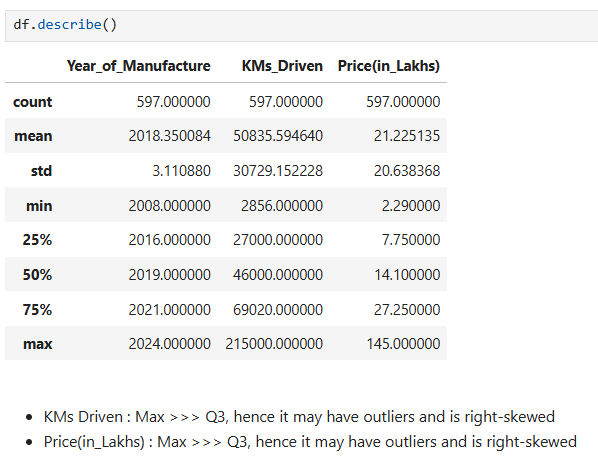 df.describe()
Year_of_Manufacture KMs_Driven Price(in_Lakhs)
count 597.000000 597.000000 597.000000
mean 2018.350084 50835.594640 21.225135
std 3.110880 30729.152228 20.638368
min 2008.000000 2856.000000 2.290000
25% 2016.000000 27000.000000 7.750000
50% 2019.000000 46000.000000 14.100000
75% 2021.000000 69020.000000 27.250000
max 2024.000000 215000.000000 145.000000
• KMs Driven : Max >>> Q3, hence it may have outliers and is right-skewed
• Price(in_Lakhs) : Max >>> Q3, hence it may have outliers and is right-skewed